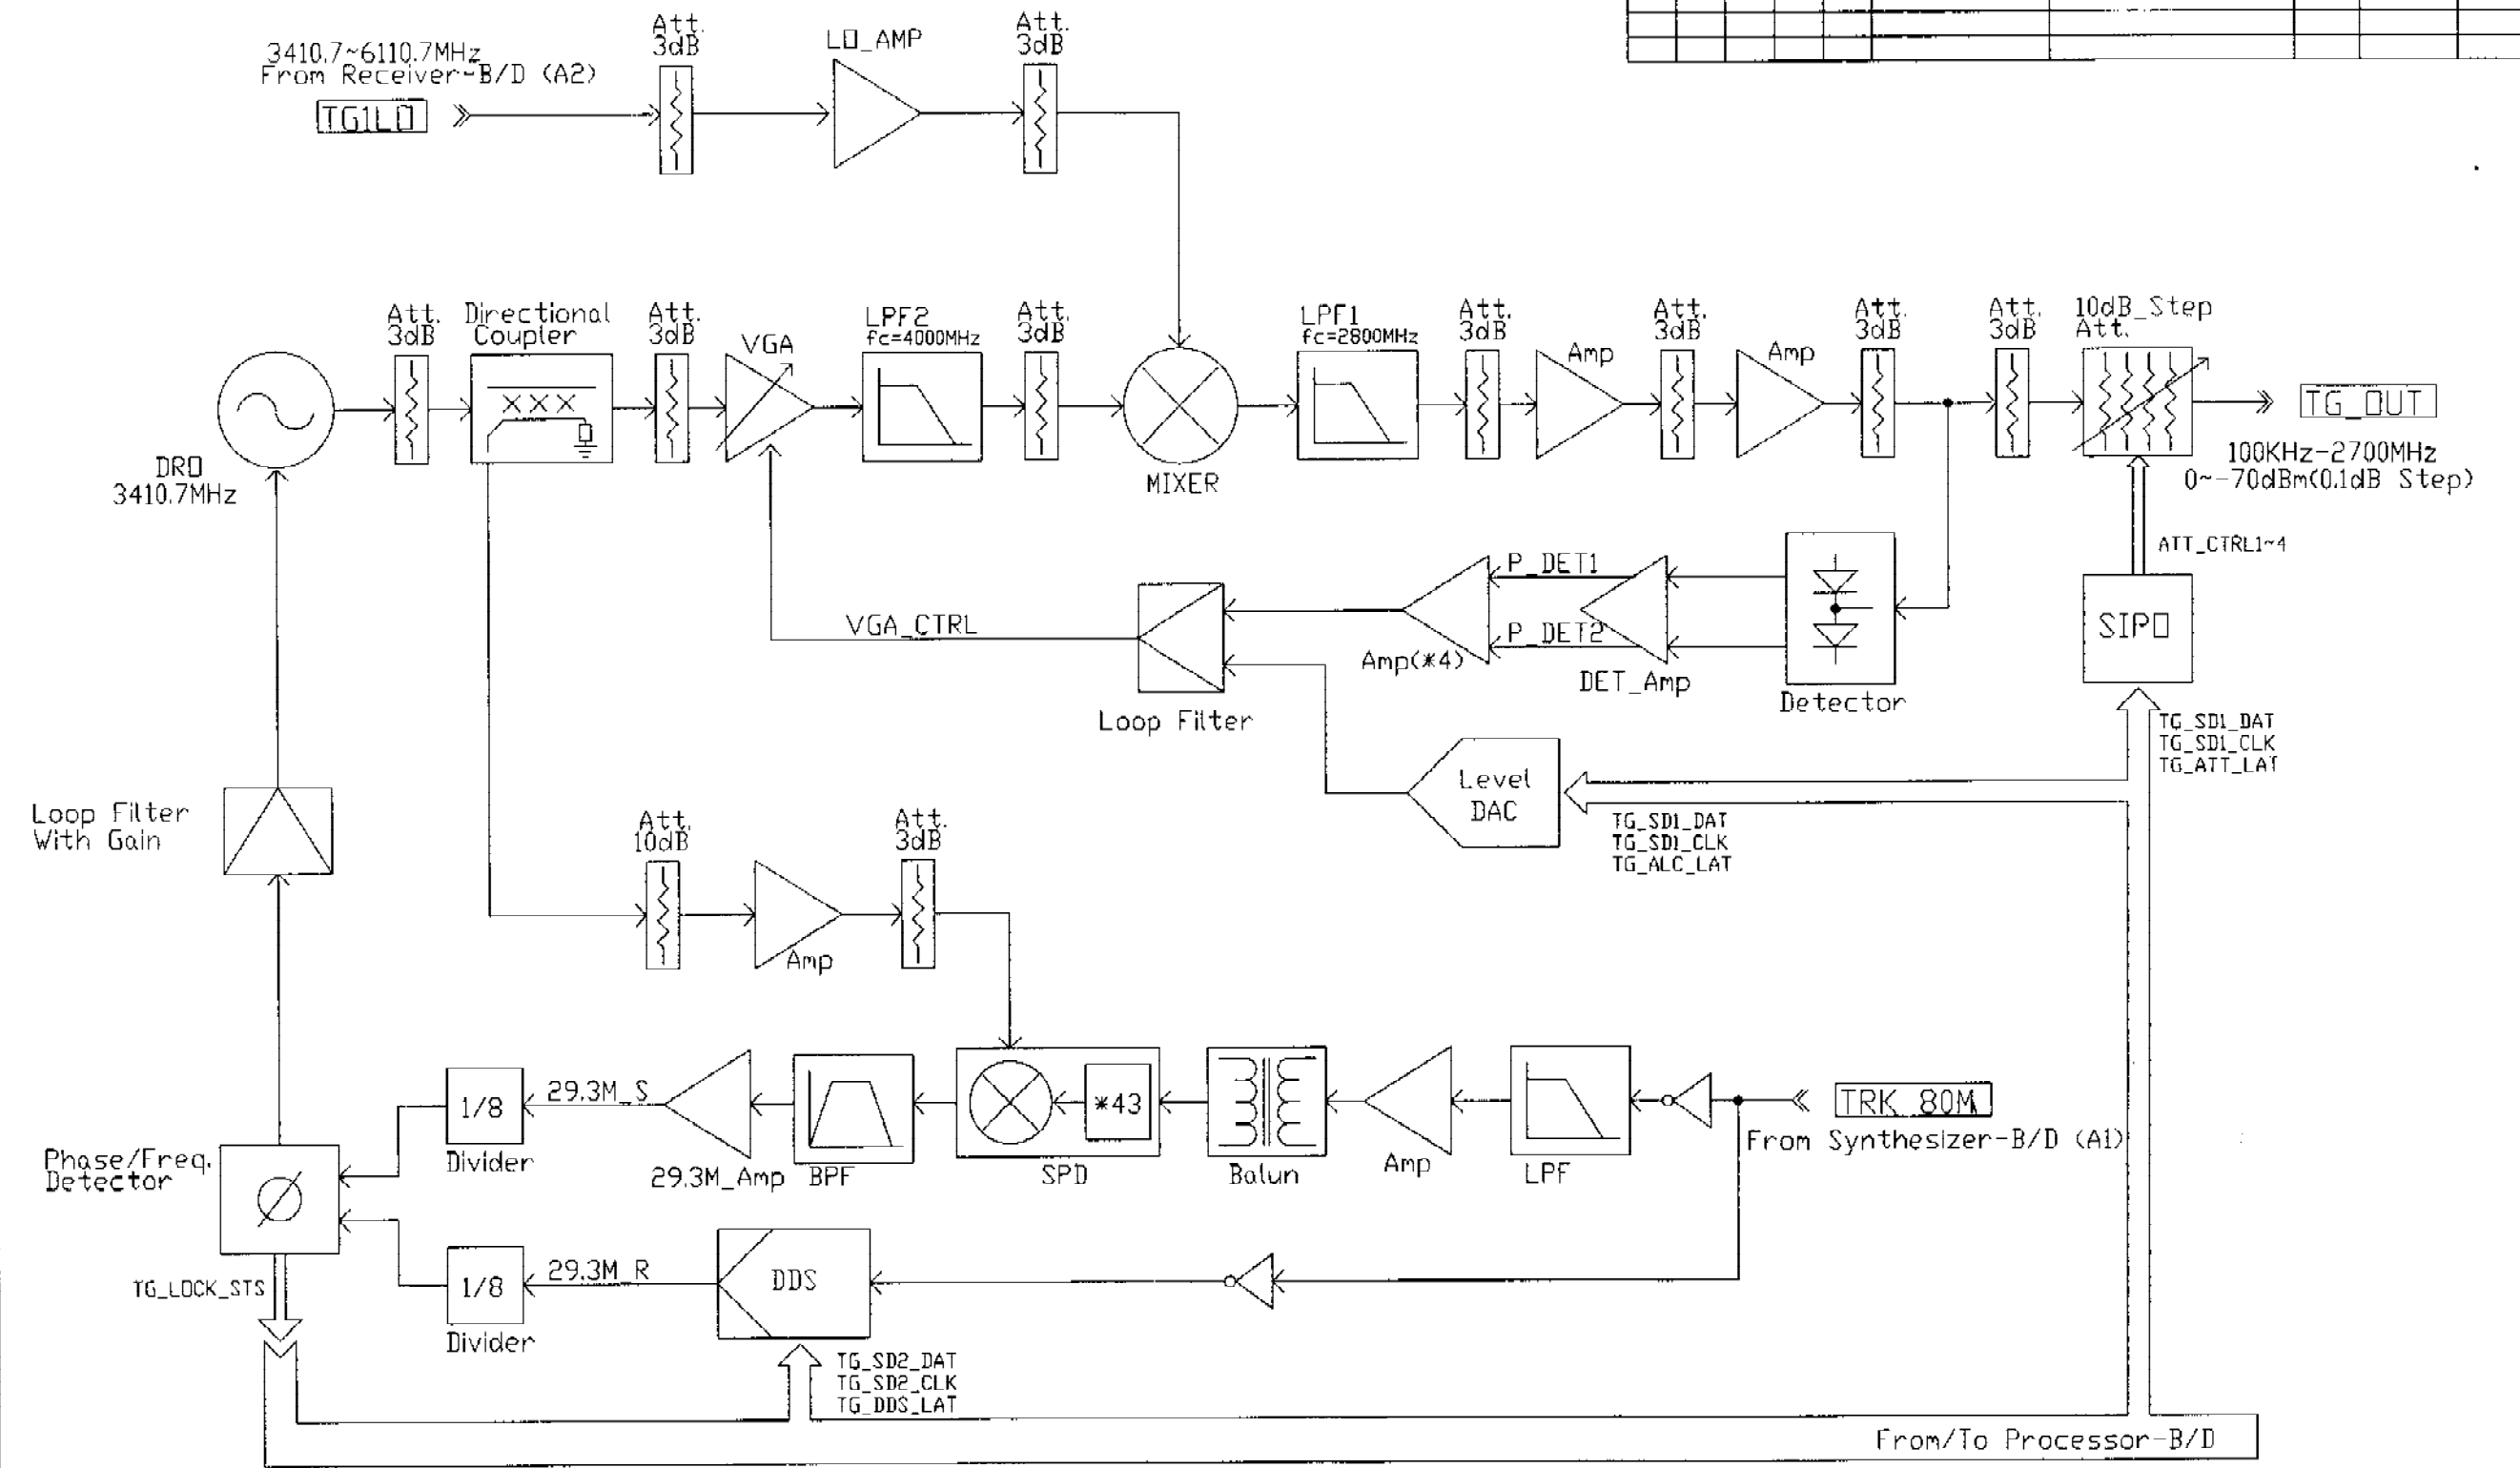 3410.7~6110.7MHz
From Receiver-B/D (A2)
TG1LO
Att.
3dB
LO_AMP
Att.
3dB
DRO
3410.7MHz
Att.
3dB
Directional
Coupler
Att.
3dB
VGA
LPF2
fc=4000MHz
Att.
3dB
MIXER
LPF1
fc=2800MHz
Att.
3dB
Amp
Att.
3dB
Amp
Att.
3dB
Att.
3dB
10dB_Step
Att.
TG_OUT
100KHz-2700MHz
0~-70dBm(0.1dB Step)
ATT_CTRL1~4
SIPO
VGA_CTRL
Loop Filter
Amp(*4)
P_DET1
P_DET2
DET_Amp
Detector
TG_SD1_DAT
TG_SD1_CLK
TG_ATT_LAT
Level
DAC
TG_SD1_DAT
TG_SD1_CLK
TG_ALC_LAT
Loop Filter
With Gain
Att.
10dB
Amp
Att.
3dB
Phase/Freq.
Detector
1/8
Divider
29.3M_S
29.3M_Amp
BPF
*43
SPD
Balun
Amp
LPF
TRK_80M
From Synthesizer-B/D (A1)
TG_LOCK_STS
1/8
Divider
29.3M_R
DDS
TG_SD2_DAT
TG_SD2_CLK
TG_DDS_LAT
From/To Processor-B/D